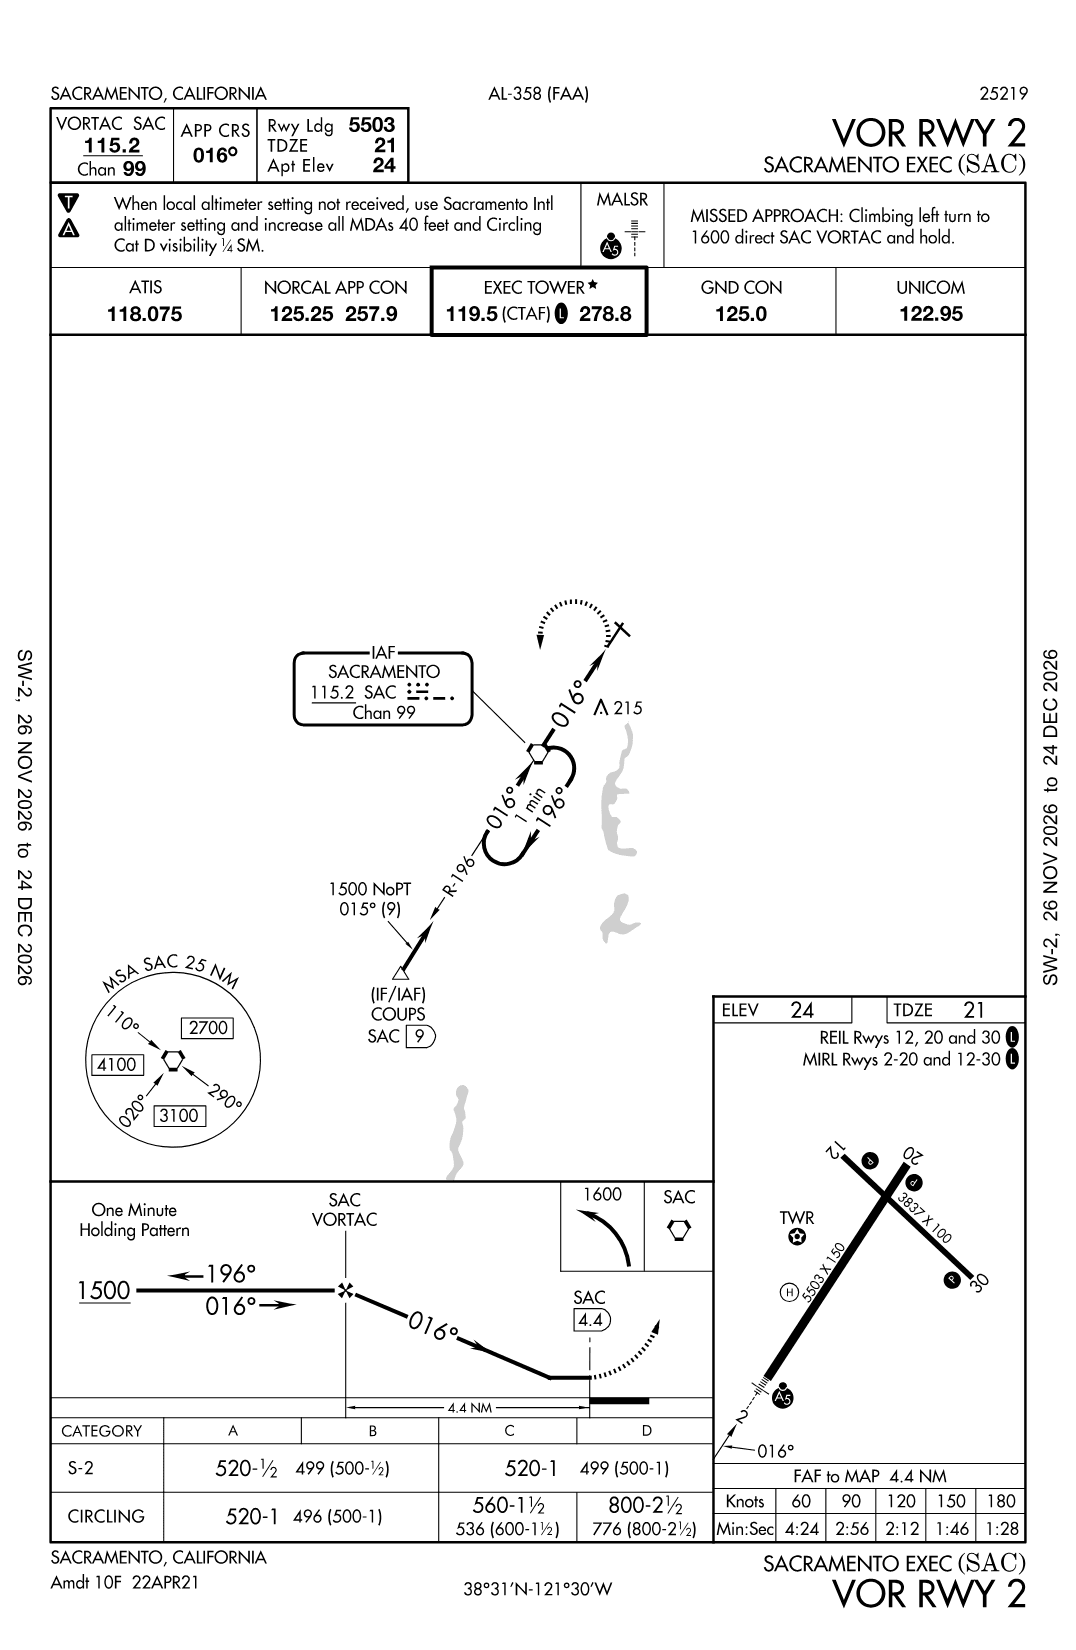 SACRAMENTO, CALIFORNIA
AL-358 (FAA)
25219
VORTAC SAC
115.2
Chan 99
APP CRS
016°
Rwy Ldg 5503
TDZE 21
Apt Elev 24
VOR RWY 2
SACRAMENTO EXEC (SAC)
T
A
When local altimeter setting not received, use Sacramento Intl
altimeter setting and increase all MDAs 40 feet and Circling
Cat D visibility ¼ SM.
MALSR
A5
MISSED APPROACH: Climbing left turn to
1600 direct SAC VORTAC and hold.
ATIS
118.075
NORCAL APP CON
125.25 257.9
EXEC TOWER★
119.5 (CTAF) L 278.8
GND CON
125.0
UNICOM
122.95
SW-2, 26 NOV 2026 to 24 DEC 2026
SW-2, 26 NOV 2026 to 24 DEC 2026
IAF
SACRAMENTO
115.2 SAC
Chan 99
016°
215
016°
1 min
196°
R-196
1500 NoPT
015° (9)
(IF/IAF)
COUPS
SAC 9
MSA SAC 25 NM
110°
2700
4100
020°
290°
3100
ELEV 24
TDZE 21
REIL Rwys 12, 20 and 30 L
MIRL Rwys 2-20 and 12-30 L
12
P
20
P
3837 X 100
TWR
H
5503 X 150
P
30
A5
2
016°
One Minute
Holding Pattern
SAC
VORTAC
1500
196°
016°
016°
1600
SAC
SAC
4.4
4.4 NM
CATEGORY A B C D
S-2 520-½ 499 (500-½) 520-1 499 (500-1)
CIRCLING 520-1 496 (500-1)
560-1½
536 (600-1½)
800-2½
776 (800-2½)
FAF to MAP 4.4 NM
Knots 60 90 120 150 180
Min:Sec 4:24 2:56 2:12 1:46 1:28
SACRAMENTO, CALIFORNIA
Amdt 10F 22APR21
38°31'N-121°30'W
SACRAMENTO EXEC (SAC)
VOR RWY 2